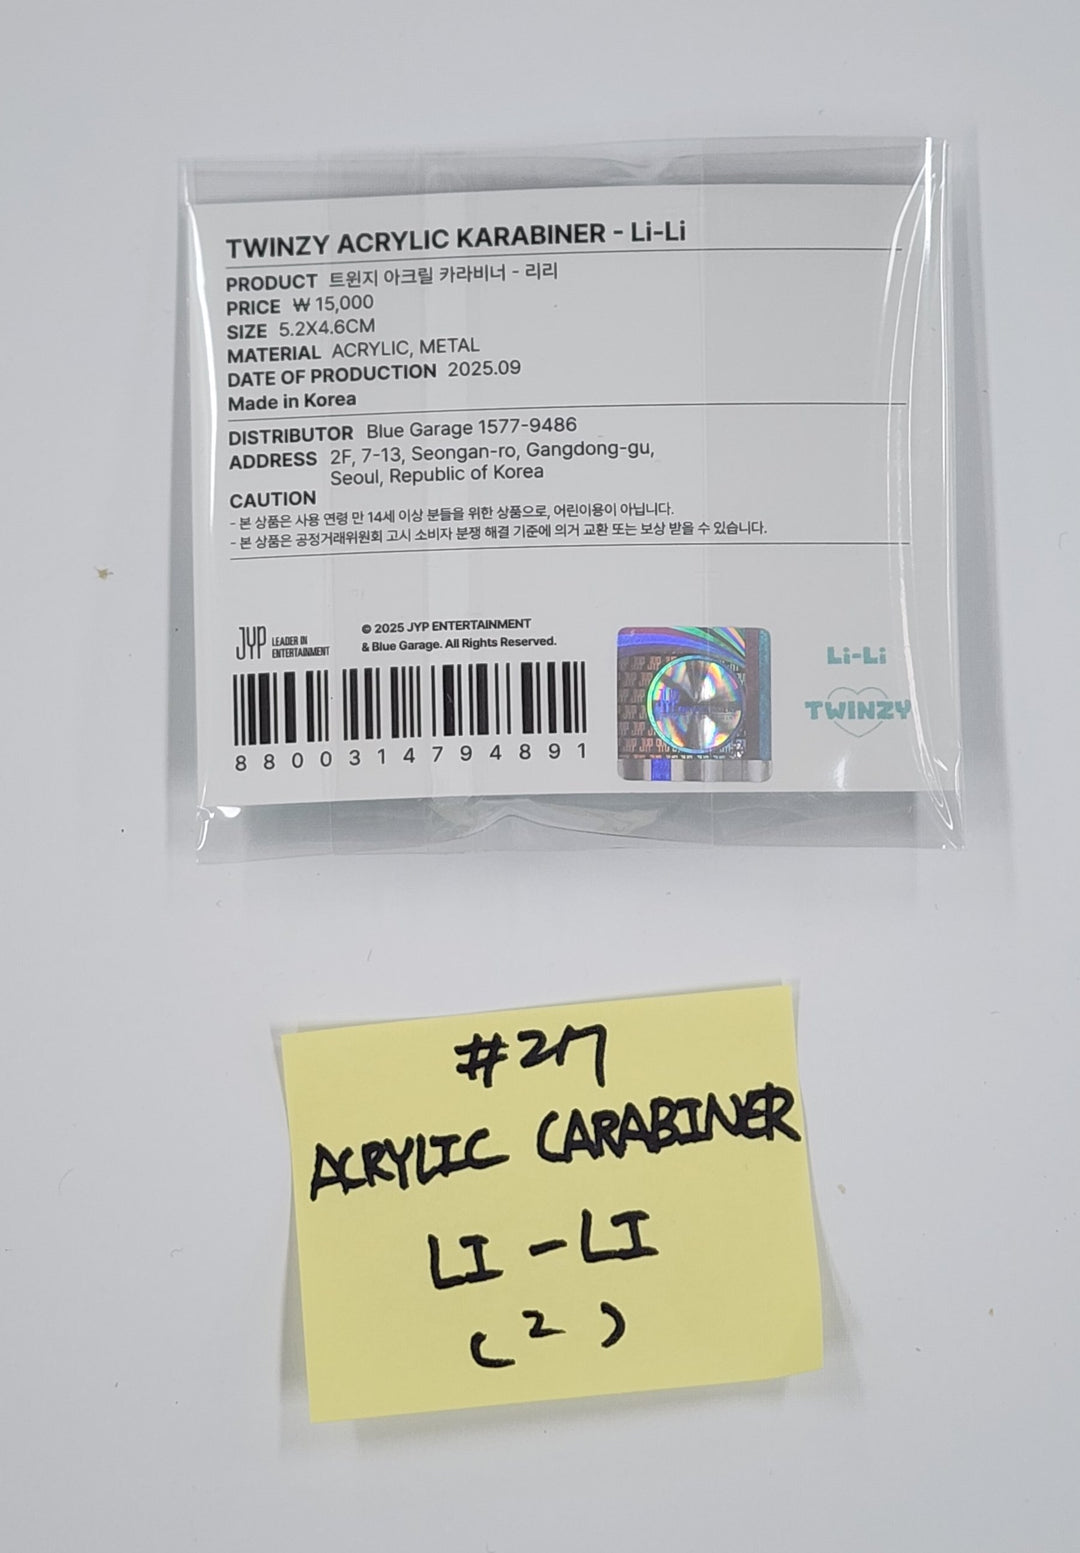 TWINZY ACRYLIC KARABINER - Li-Li
PRODUCT 트윈지 아크릴 카라비너 - 리리
PRICE ₩ 15,000
SIZE 5.2X4.6CM
MATERIAL ACRYLIC, METAL
DATE OF PRODUCTION 2025.09
Made in Korea
DISTRIBUTOR Blue Garage 1577-9486
ADDRESS 2F, 7-13, Seongan-ro, Gangdong-gu,
Seoul, Republic of Korea
CAUTION
- 본 상품은 사용 연령 만 14세 이상 분들을 위한 상품으로, 어린이용이 아닙니다.
- 본 상품은 공정거래위원회 고시 소비자 분쟁 해결 기준에 의거 교환 또는 보상 받을 수 있습니다.
JYP LEADER IN
ENTERTAINMENT
© 2025 JYP ENTERTAINMENT
& Blue Garage. All Rights Reserved.
8800314794891
Li-Li
TWINZY
#217
ACRYLIC CARABINER
LI - LI
(2)